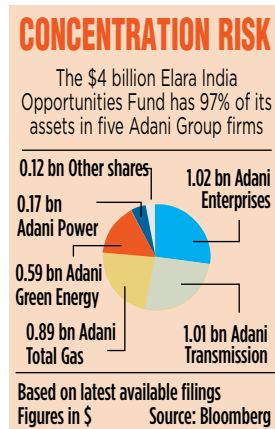 CONCENTRATION RISK
The $4 billion Elara India
Opportunities Fund has 97% of its
assets in five Adani Group firms
0.12 bn Other shares
1.02 bn Adani
Enterprises
0.17 bn
Adani Power
0.59 bn Adani
Green Energy
0.89 bn Adani
Total Gas
1.01 bn Adani
Transmission
Based on latest available filings
Figures in $ Source: Bloomberg